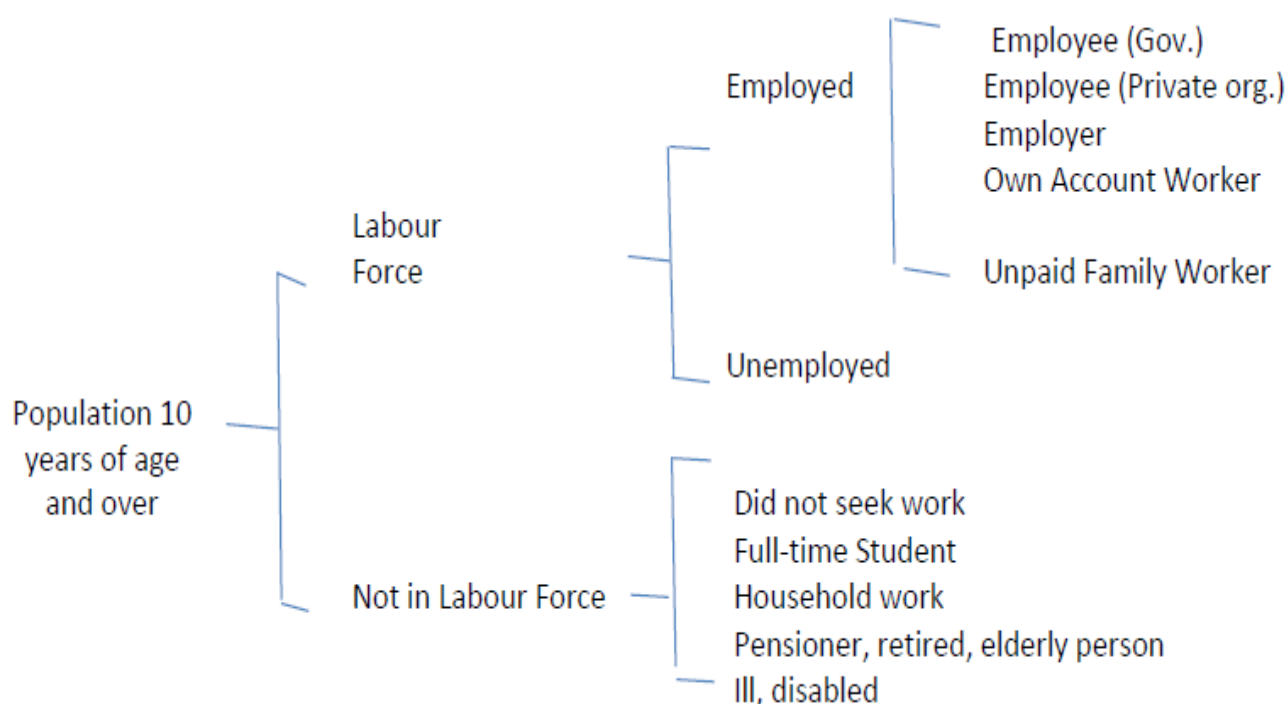 Employee (Gov.)
Employed
Employee (Private org.)
Employer
Own Account Worker
Labour
Force
Unpaid Family Worker
Unemployed
Population 10
years of age
and over
Did not seek work
Full-time Student
Not in Labour Force
Household work
Pensioner, retired, elderly person
Ill, disabled